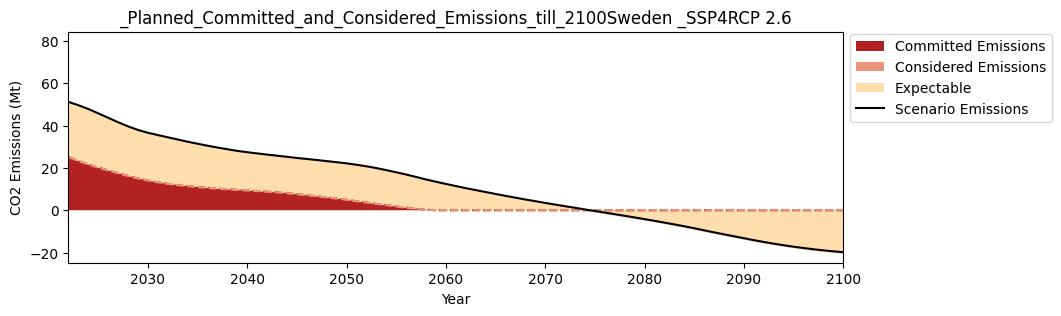 _Planned_Committed_and_Considered_Emissions_till_2100Sweden _SSP4RCP 2.6
CO2 Emissions (Mt)
80
60
40
20
0
−20
2030
2040
2050
2060
2070
2080
2090
2100
Year
Committed Emissions
Considered Emissions
Expectable
Scenario Emissions